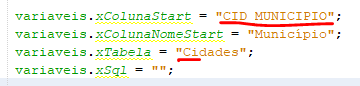 variaveis.xColunaStart = "CID_MUNICIPIO";
variaveis.xColunaNomeStart = "Município";
variaveis.xTabela = "Cidades";
variaveis.xSql = "";